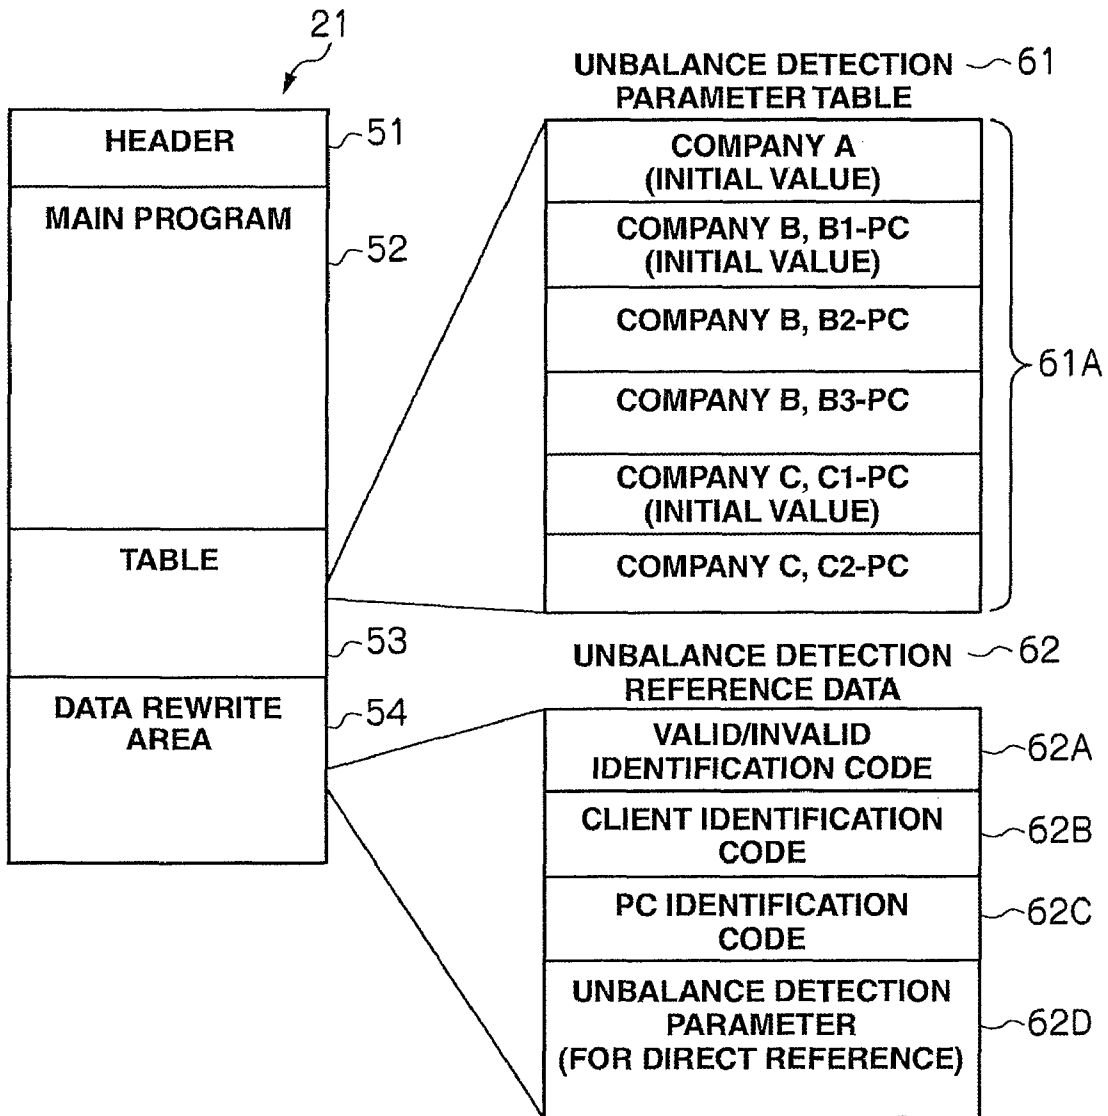 21
HEADER
51
MAIN PROGRAM
52
TABLE
53
DATA REWRITE
AREA
54
UNBALANCE DETECTION
PARAMETER TABLE
61
COMPANY A
(INITIAL VALUE)
COMPANY B, B1-PC
(INITIAL VALUE)
COMPANY B, B2-PC
COMPANY B, B3-PC
COMPANY C, C1-PC
(INITIAL VALUE)
COMPANY C, C2-PC
61A
UNBALANCE DETECTION
REFERENCE DATA
62
VALID/INVALID
IDENTIFICATION CODE
62A
CLIENT IDENTIFICATION
CODE
62B
PC IDENTIFICATION
CODE
62C
UNBALANCE DETECTION
PARAMETER
(FOR DIRECT REFERENCE)
62D